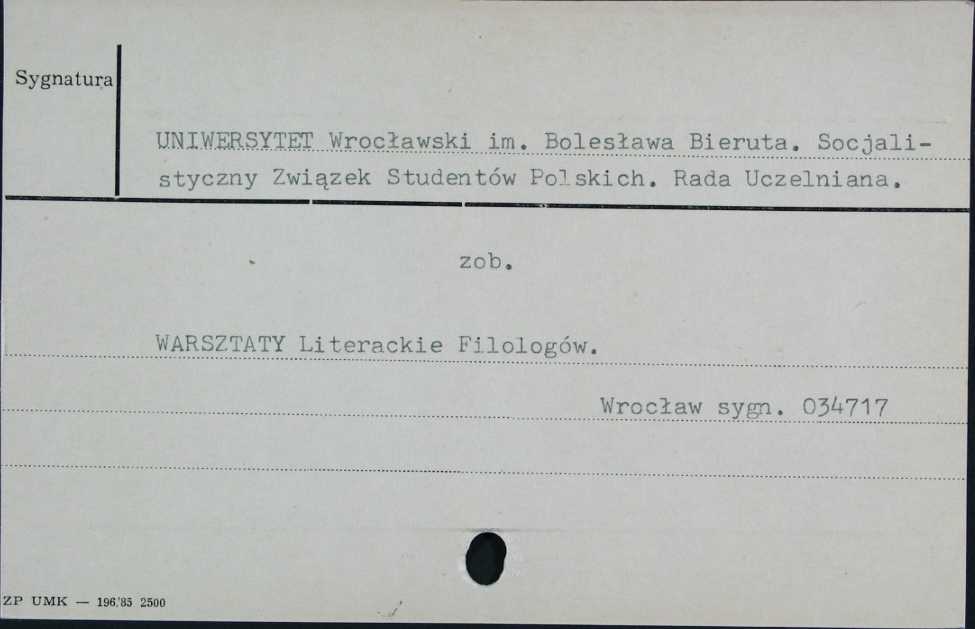 Sygnatura
UNIWERSYTET Wrocławski im. Bolesława Bieruta. Socjali-
styczny Związek Studentów Polskich. Rada Uczelniana.
zob.
WARSZTATY Literackie Filologów.
Wrocław sygn. 034717
ZP UMK — 196/85 2500